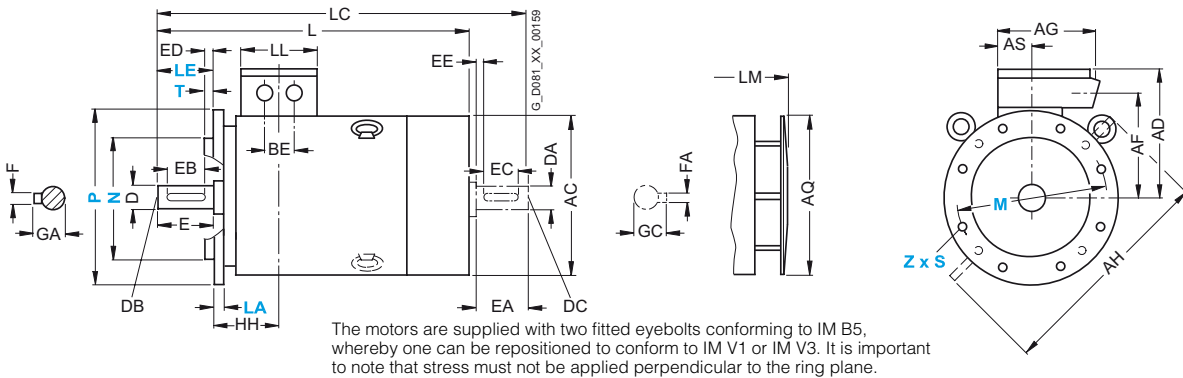 LC
L
AG
ED
LL
AS
LE
EE
G_D081_XX_00159
LM
T
BE
AF
AD
F
EB
EC
DA
FA
P
N
D
AC
AQ
M
E
GA
GC
Z x S
AH
DB
LA
EA
DC
HH
The motors are supplied with two fitted eyebolts conforming to IM B5,
whereby one can be repositioned to conform to IM V1 or IM V3. It is important
to note that stress must not be applied perpendicular to the ring plane.